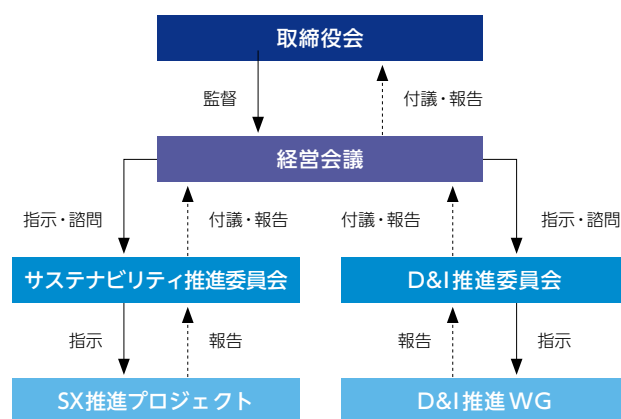 取締役会
監督
付議・報告
経営会議
指示・諮問
付議・報告
付議・報告
指示・諮問
サステナビリティ推進委員会
D&I推進委員会
指示
報告
報告
指示
SX推進プロジェクト
D&I推進WG